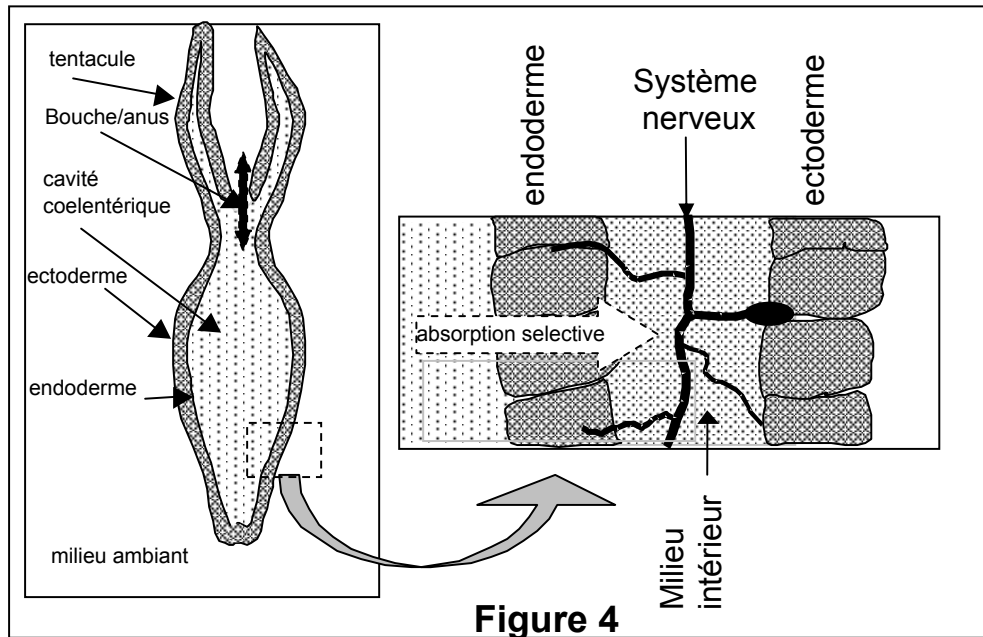 tentacule
Bouche/anus
cavité
coelentérique
ectoderme
endoderme
milieu ambiant
endoderme
Système
nerveux
ectoderme
absorption selective
Milieu
intérieur
Figure 4